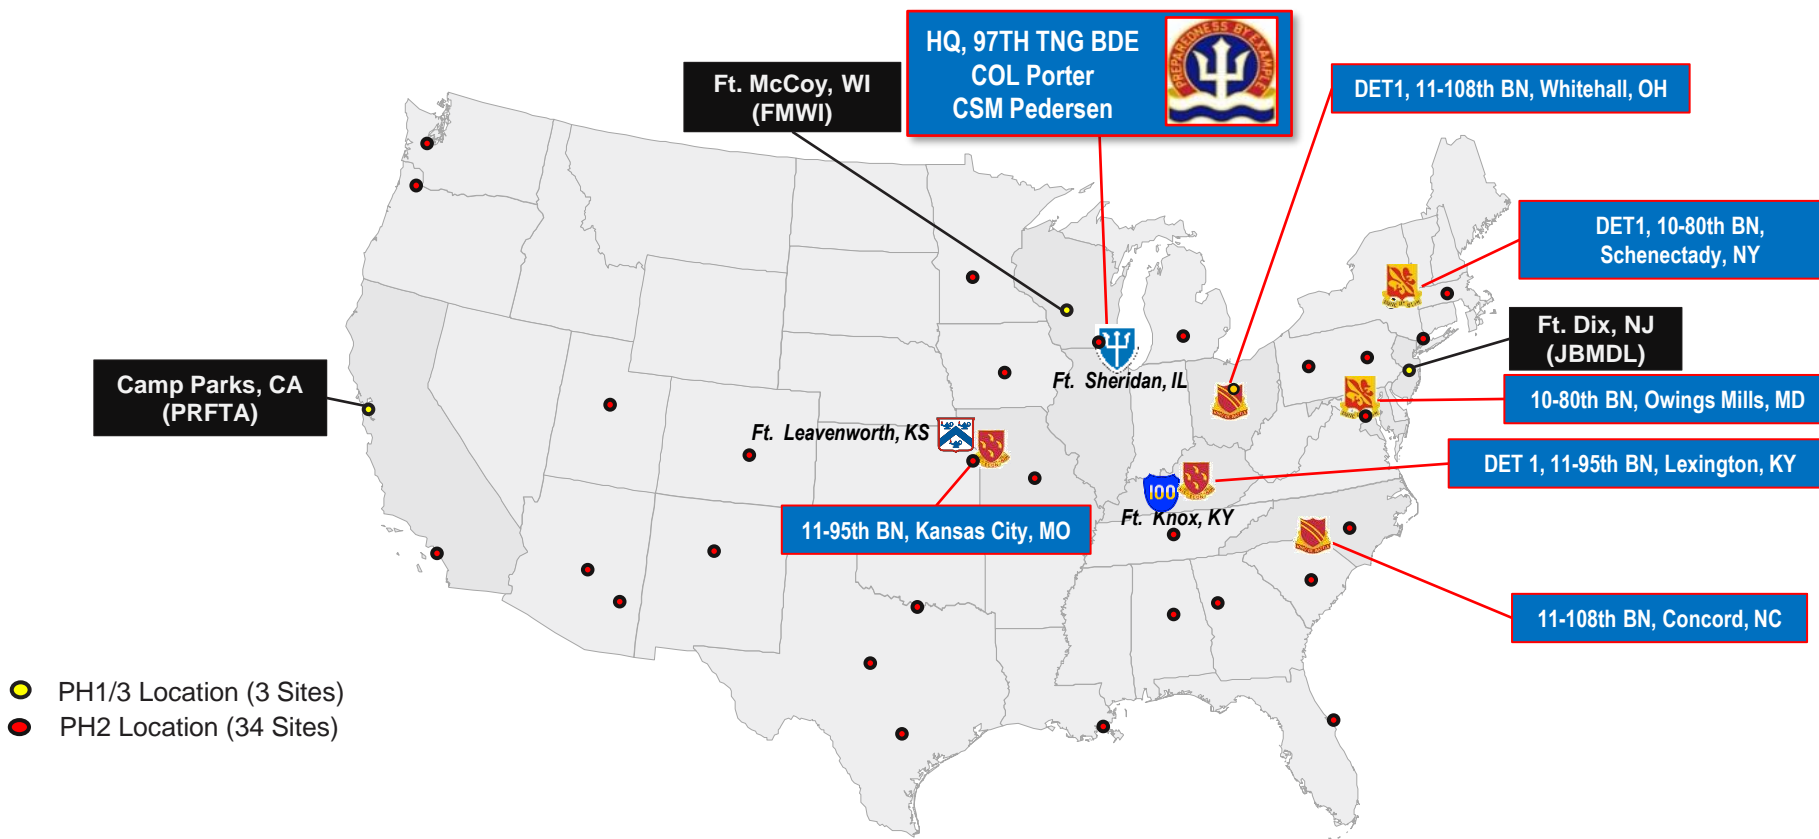 HQ, 97TH TNG BDE
COL Porter
CSM Pedersen
PREPAREDNESS BY EXAMPLE
Ft. McCoy, WI
(FMWI)
DET1, 11-108th BN, Whitehall, OH
DET1, 10-80th BN,
Schenectady, NY
Ft. Dix, NJ
(JBMDL)
Camp Parks, CA
(PRFTA)
Ft. Sheridan, IL
10-80th BN, Owings Mills, MD
Ft. Leavenworth, KS
DET 1, 11-95th BN, Lexington, KY
100
Ft. Knox, KY
11-95th BN, Kansas City, MO
11-108th BN, Concord, NC
PH1/3 Location (3 Sites)
PH2 Location (34 Sites)